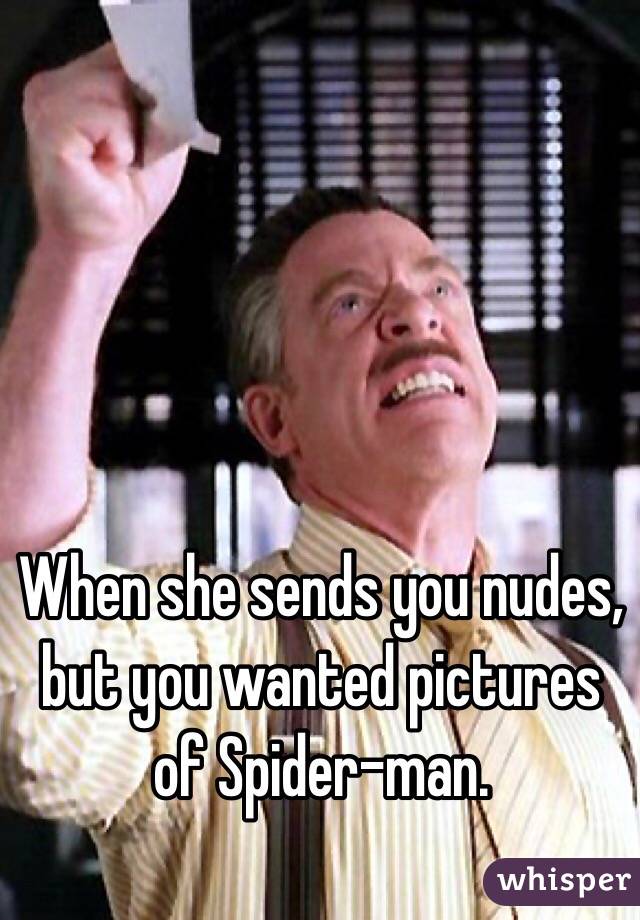 When she sends you nudes,
but you wanted pictures
of Spider-man.
whisper